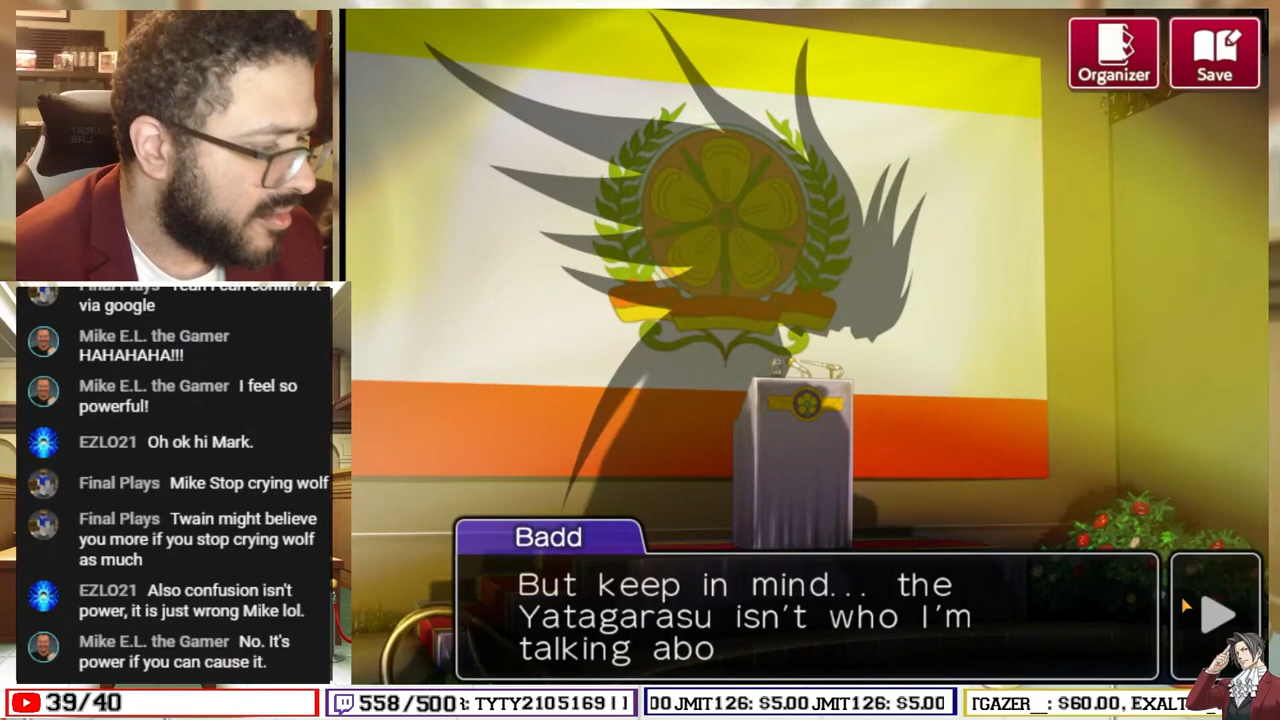 Organizer
Save
via google
Mike E.L. the Gamer
HAHAHAHA!!!
Mike E.L. the Gamer I feel so
powerful!
EZLO21 Oh ok hi Mark.
Final Plays Mike Stop crying wolf
Final Plays Twain might believe
you more if you stop crying wolf
as much
EZLO21 Also confusion isn't
power, it is just wrong Mike lol.
Mike E.L. the Gamer No. It's
power if you can cause it.
Badd
But keep in mind... the
Yatagarasu isn't who I'm
talking abo
39/40
558/500
: TYTY2105169 |
00 JMIT126: $5.00 JMIT126: $5.00
GAZER__: $60.00, EXALT